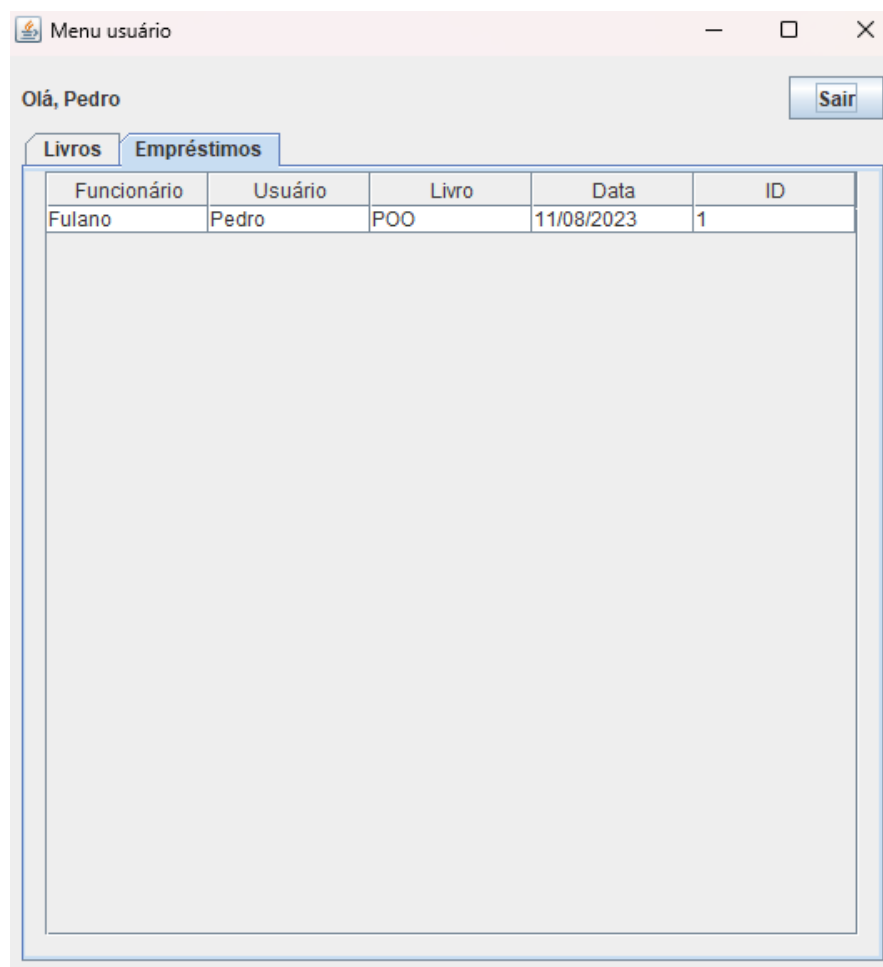 Menu usuário
Olá, Pedro Sair
Livros Empréstimos
Funcionário Usuário Livro Data ID
Fulano Pedro POO 11/08/2023 1